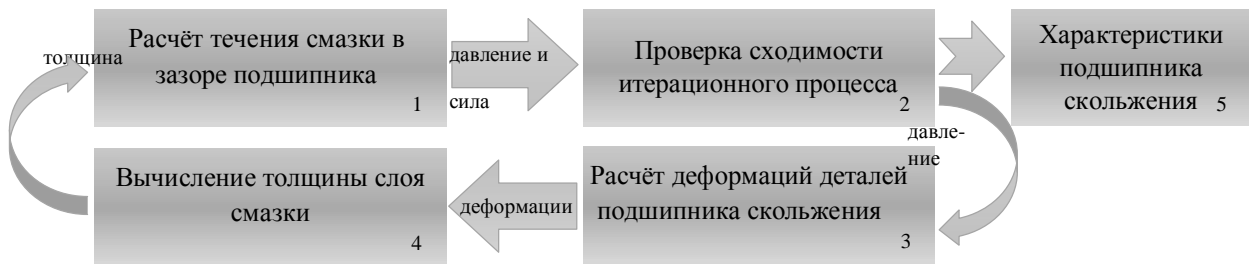 толщина
Расчёт течения смазки в
зазоре подшипника
1
давление и
сила
Проверка сходимости
итерационного процесса
2
Характеристики
подшипника
скольжения
5
давле-
ние
Расчёт деформаций деталей
подшипника скольжения
3
деформации
Вычисление толщины слоя
смазки
4